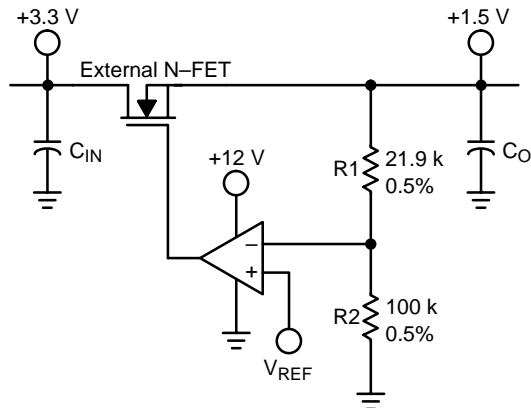 +3.3 V
+1.5 V
External N–FET
C_IN
+12 V
R1
21.9 k
0.5%
C_O
–
+
R2
100 k
0.5%
V_REF